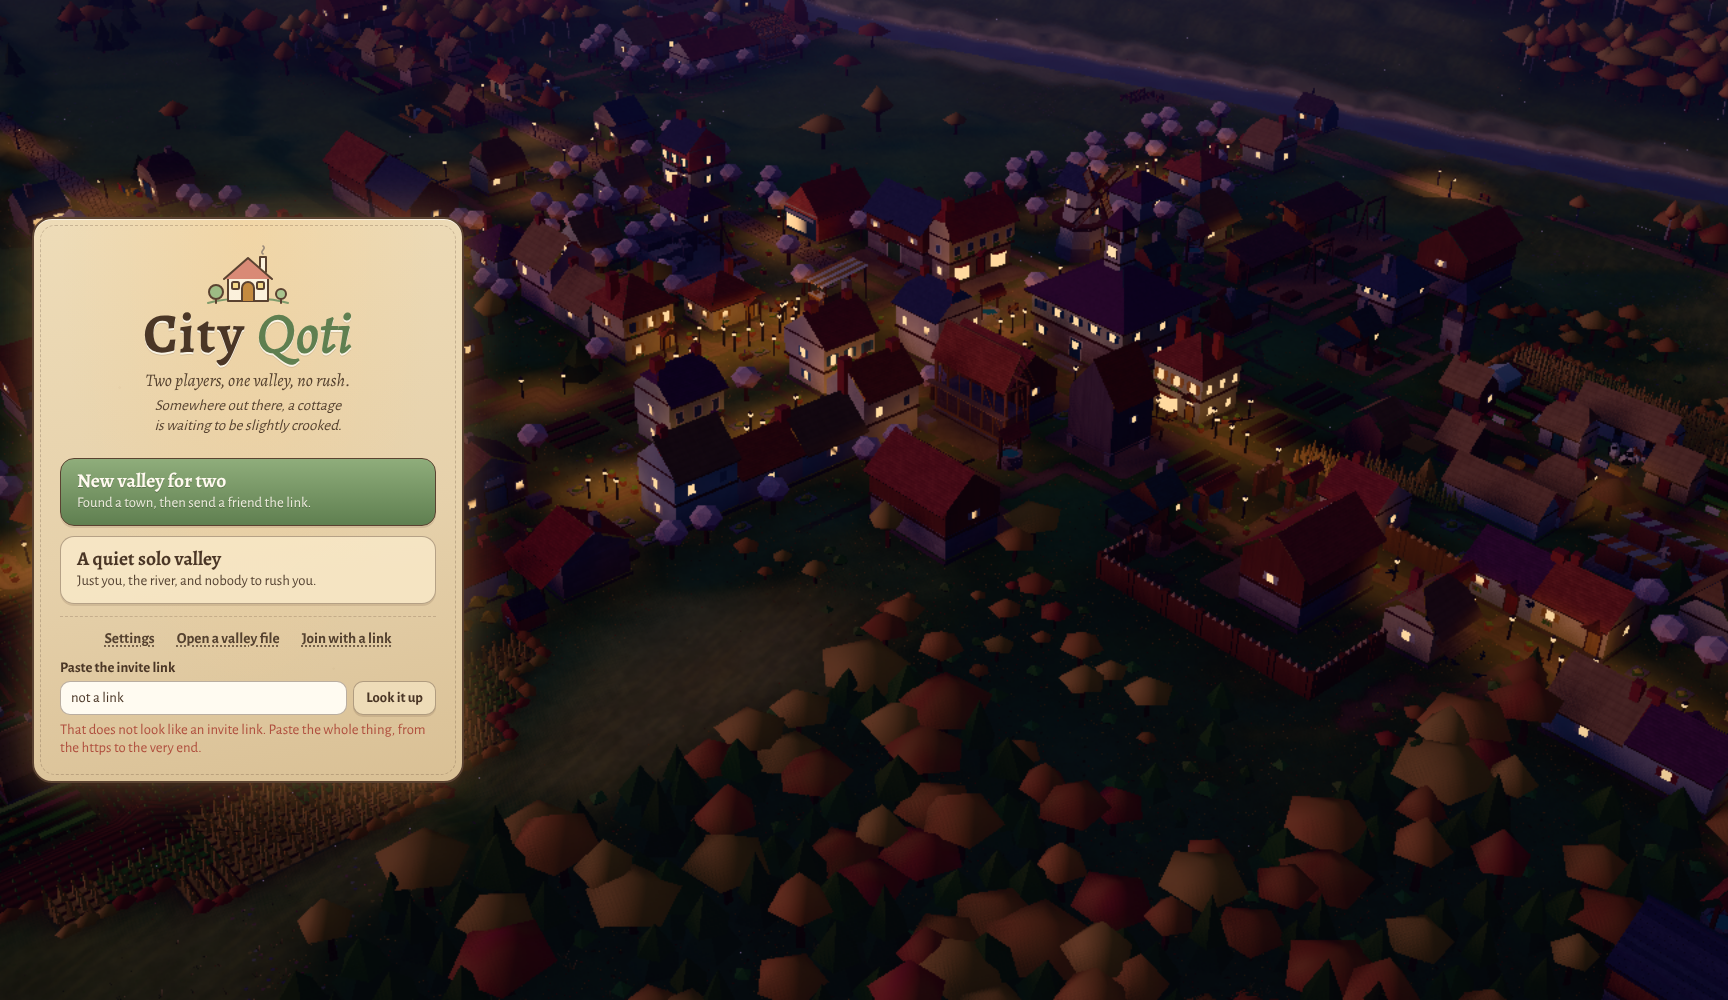 City Qoti
Two players, one valley, no rush.
Somewhere out there, a cottage
is waiting to be slightly crooked.
New valley for two
Found a town, then send a friend the link.
A quiet solo valley
Just you, the river, and nobody to rush you.
Settings Open a valley file Join with a link
Paste the invite link
not a link Look it up
That does not look like an invite link. Paste the whole thing, from
the https to the very end.